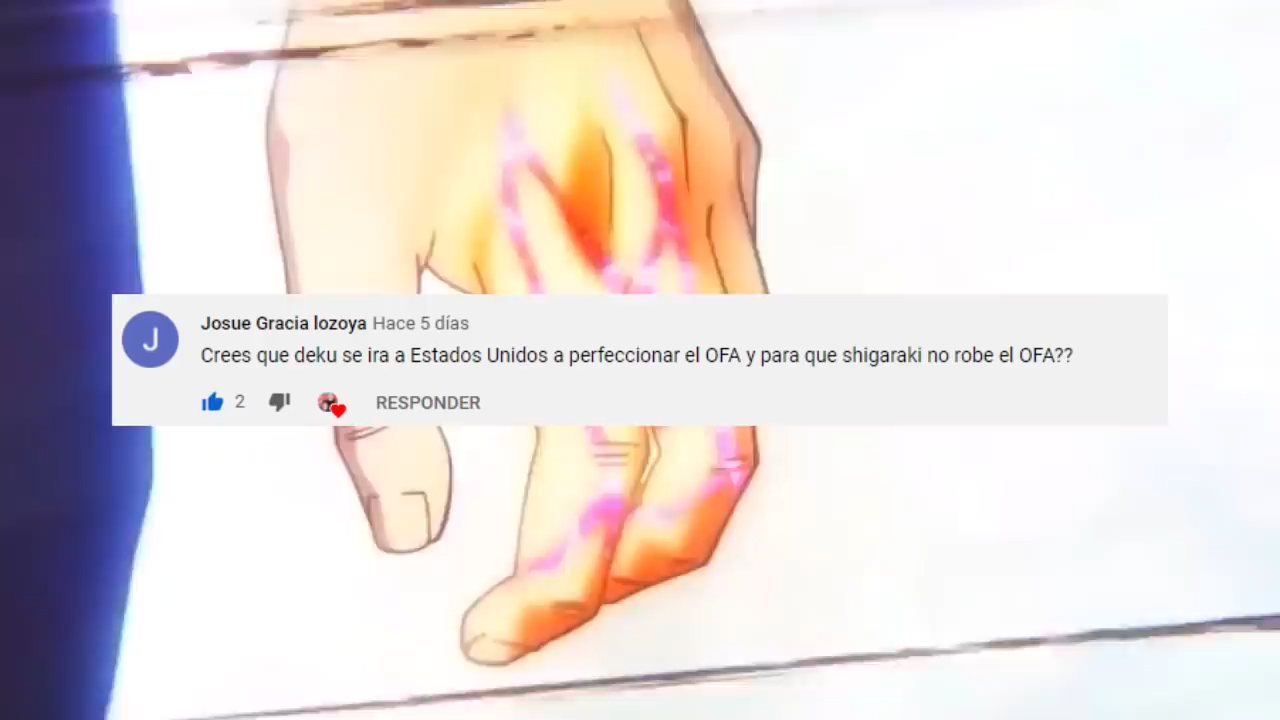 J
Josue Gracia lozoya Hace 5 días
Crees que deku se ira a Estados Unidos a perfeccionar el OFA y para que shigaraki no robe el OFA??
2 RESPONDER